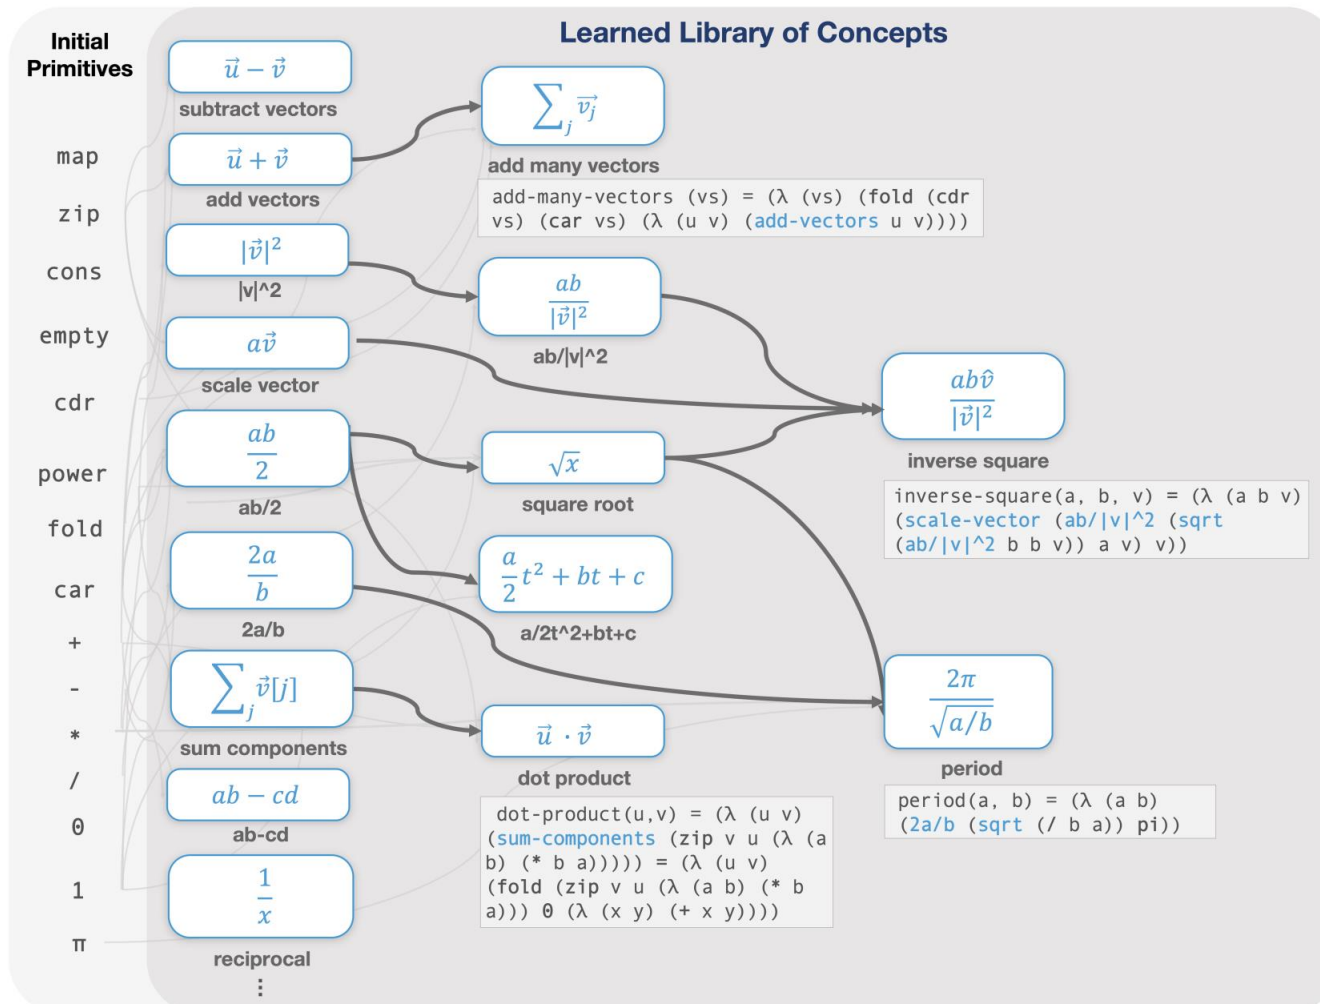 Learned Library of Concepts
Initial
Primitives
map
zip
cons
empty
cdr
power
fold
car
+
-
*
/
0
1
π
u⃗ − v⃗
subtract vectors
u⃗ + v⃗
add vectors
|v⃗|²
|v|^2
av⃗
scale vector
ab
2
ab/2
2a
b
2a/b
∑j v⃗[j]
sum components
ab − cd
ab-cd
1
x
reciprocal
⋮
∑j v⃗j
add many vectors
add-many-vectors (vs) = (λ (vs) (fold (cdr
vs) (car vs) (λ (u v) (add-vectors u v))))
ab
|v⃗|²
ab/|v|^2
√x
square root
a/2 t² + bt + c
a/2t^2+bt+c
u⃗ · v⃗
dot product
dot-product(u,v) = (λ (u v)
(sum-components (zip v u (λ (a
b) (* b a))))) = (λ (u v)
(fold (zip v u (λ (a b) (* b
a))) 0 (λ (x y) (+ x y))))
abv̂
|v⃗|²
inverse square
inverse-square(a, b, v) = (λ (a b v)
(scale-vector (ab/|v|^2 (sqrt
(ab/|v|^2 b b v)) a v) v))
2π
√a/b
period
period(a, b) = (λ (a b)
(2a/b (sqrt (/ b a)) pi))